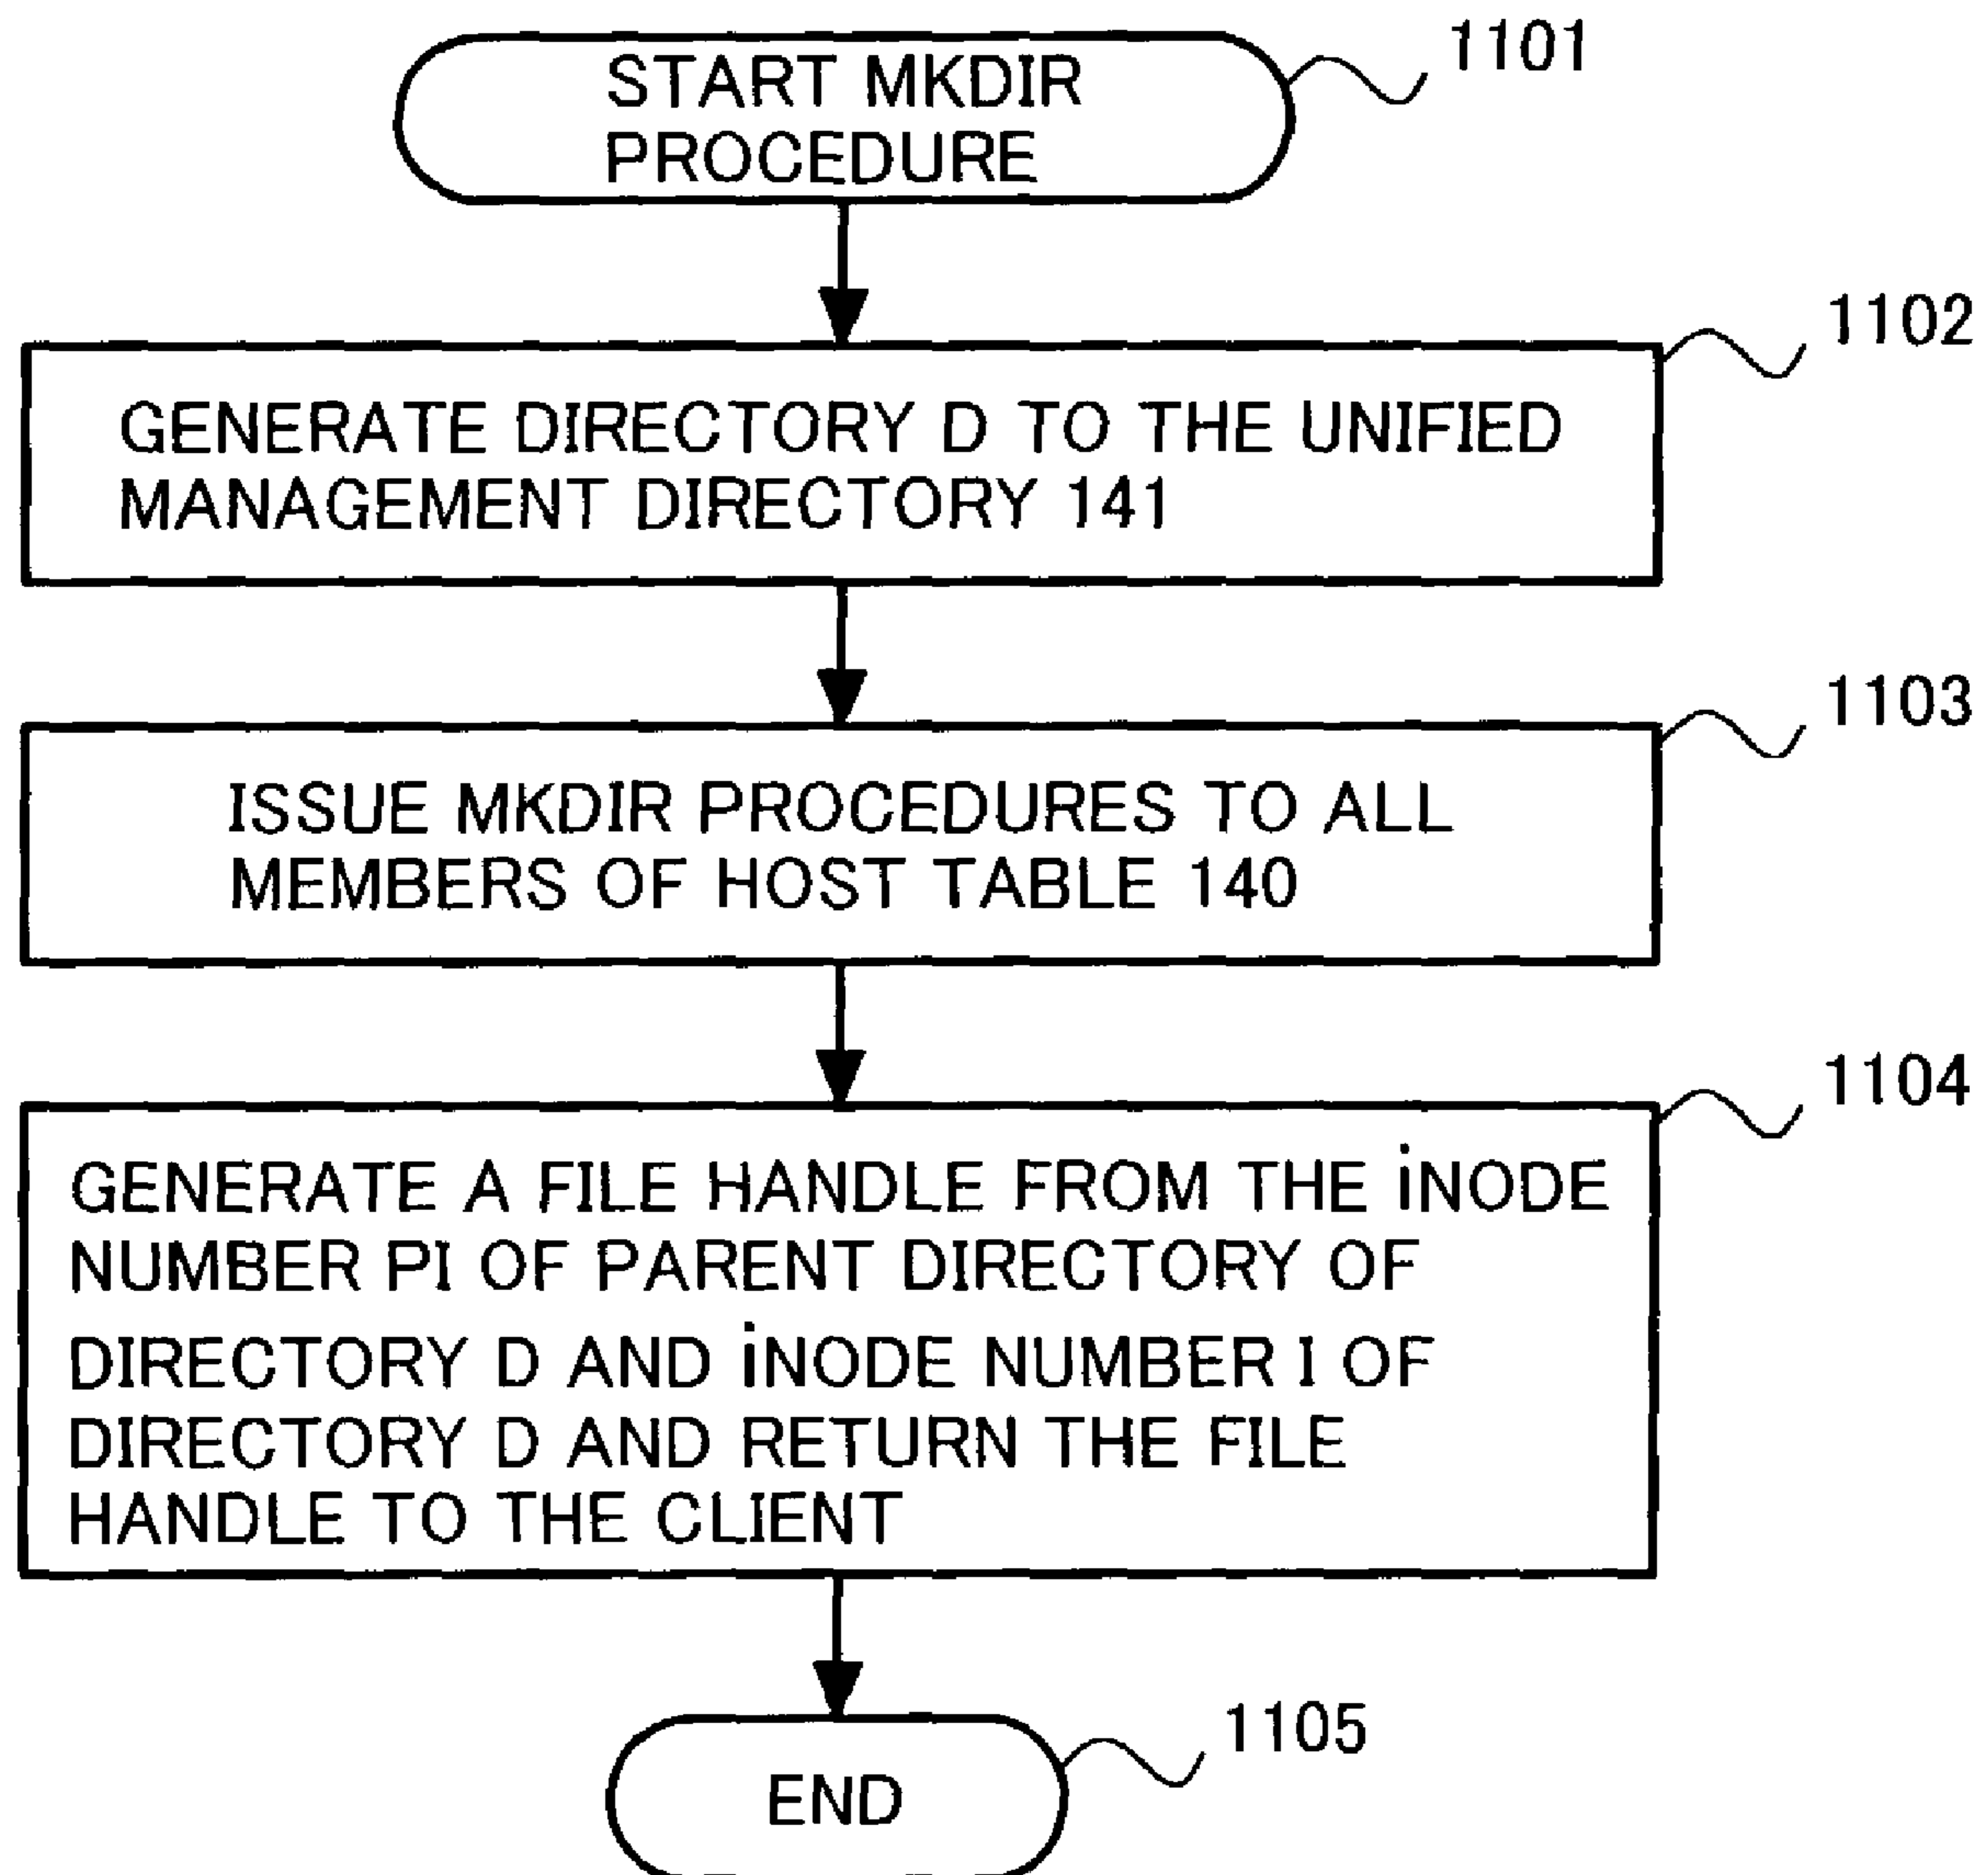 START MKDIR
PROCEDURE
1101
1102
GENERATE DIRECTORY D TO THE UNIFIED
MANAGEMENT DIRECTORY 141
1103
ISSUE MKDIR PROCEDURES TO ALL
MEMBERS OF HOST TABLE 140
1104
GENERATE A FILE HANDLE FROM THE iNODE
NUMBER PI OF PARENT DIRECTORY OF
DIRECTORY D AND iNODE NUMBER I OF
DIRECTORY D AND RETURN THE FILE
HANDLE TO THE CLIENT
1105
END